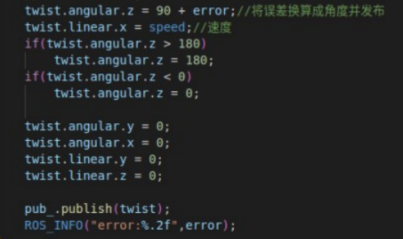 twist.angular.z = 90 + error;//将误差换算成角度并发布
twist.linear.x = speed;//速度
if(twist.angular.z > 180)
twist.angular.z = 180;
if(twist.angular.z < 0)
twist.angular.z = 0;
twist.angular.y = 0;
twist.angular.x = 0;
twist.linear.y = 0;
twist.linear.z = 0;
pub_.publish(twist);
ROS_INFO("error:%.2f",error);